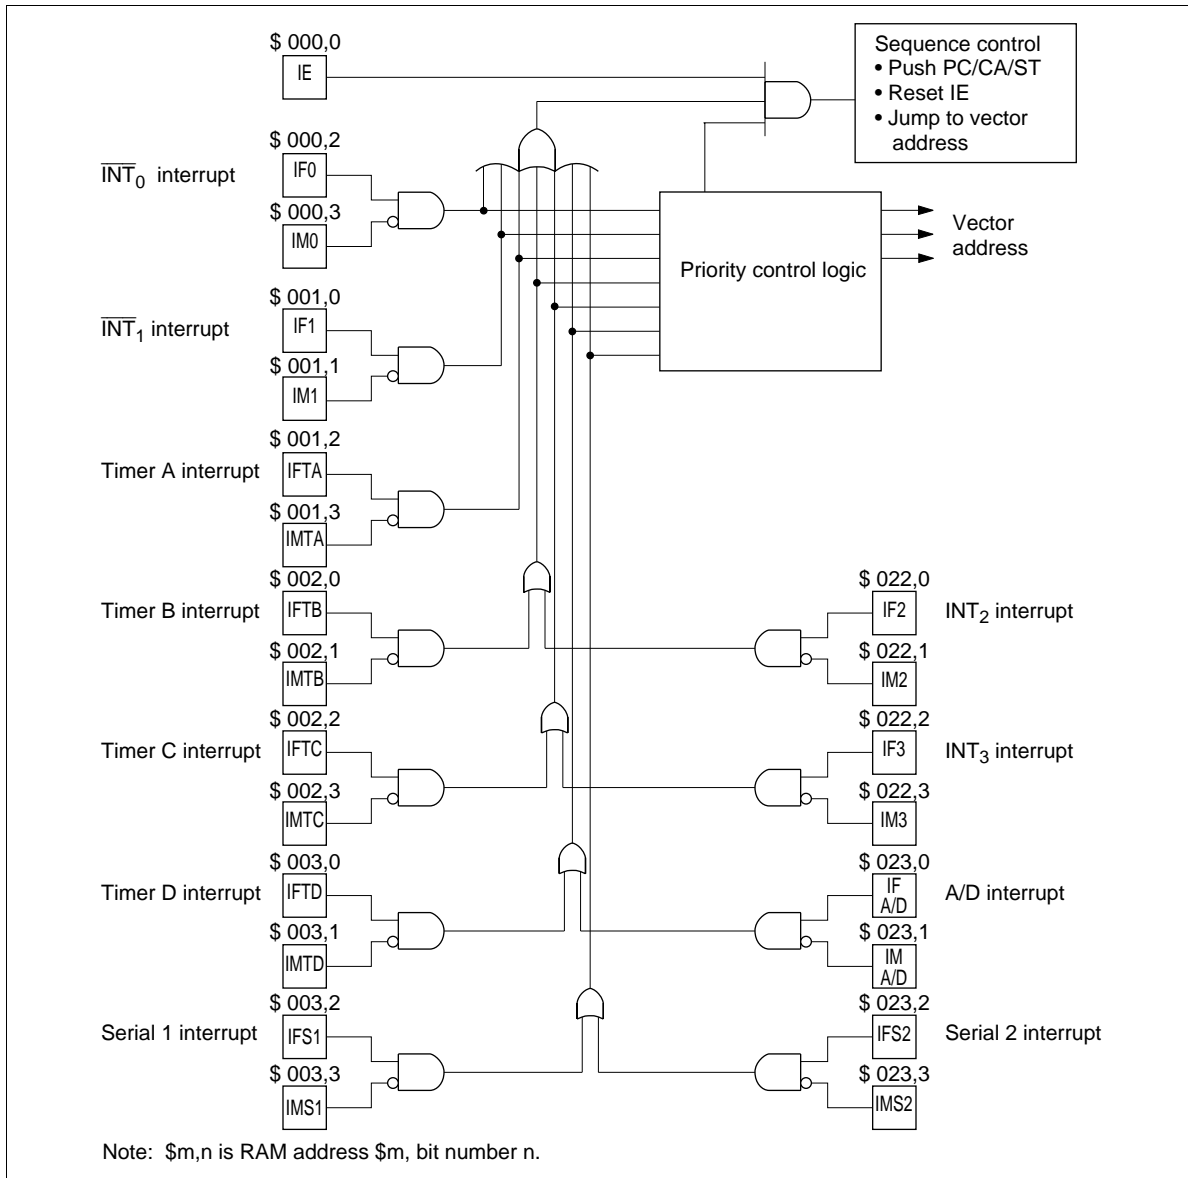 $ 000,0
IE
Sequence control
• Push PC/CA/ST
• Reset IE
• Jump to vector
address
$ 000,2
IF0
INT0 interrupt
$ 000,3
IM0
Priority control logic
Vector
address
$ 001,0
IF1
INT1 interrupt
$ 001,1
IM1
$ 001,2
Timer A interrupt
IFTA
$ 001,3
IMTA
$ 002,0
Timer B interrupt
IFTB
$ 002,1
IMTB
$ 022,0
IF2
INT2 interrupt
$ 022,1
IM2
$ 002,2
Timer C interrupt
IFTC
$ 002,3
IMTC
$ 022,2
IF3
INT3 interrupt
$ 022,3
IM3
$ 003,0
Timer D interrupt
IFTD
$ 003,1
IMTD
$ 023,0
IF
A/D
A/D interrupt
$ 023,1
IM
A/D
$ 003,2
Serial 1 interrupt
IFS1
$ 003,3
IMS1
$ 023,2
IFS2
Serial 2 interrupt
$ 023,3
IMS2
Note: $m,n is RAM address $m, bit number n.